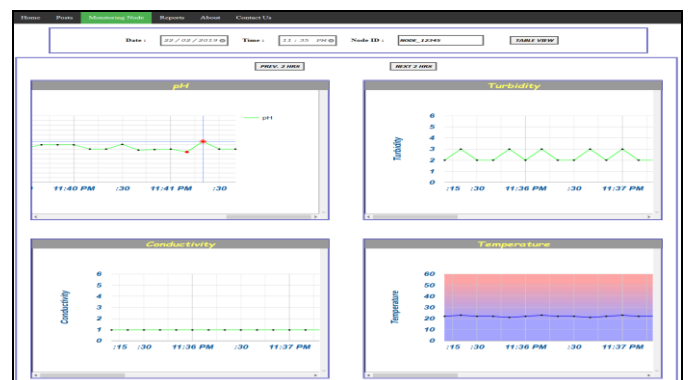 Home Posts Monitoring Node Reports About Contact Us
Date : 22 / 02 / 2019 Time : 11 : 35 PM Node ID : NODE_12345 TABLE VIEW
PREV. 2 HRS NEXT 2 HRS
pH
pH
11:40 PM :30 11:41 PM :30
Turbidity
Turbidity
6
5
4
3
2
1
0
:15 :30 11:36 PM :30 11:37 PM
Conductivity
Conductivity
6
5
4
3
2
1
0
:15 :30 11:36 PM :30 11:37 PM
Temperature
Temperature
60
50
40
30
20
10
0
:15 :30 11:36 PM :30 11:37 PM